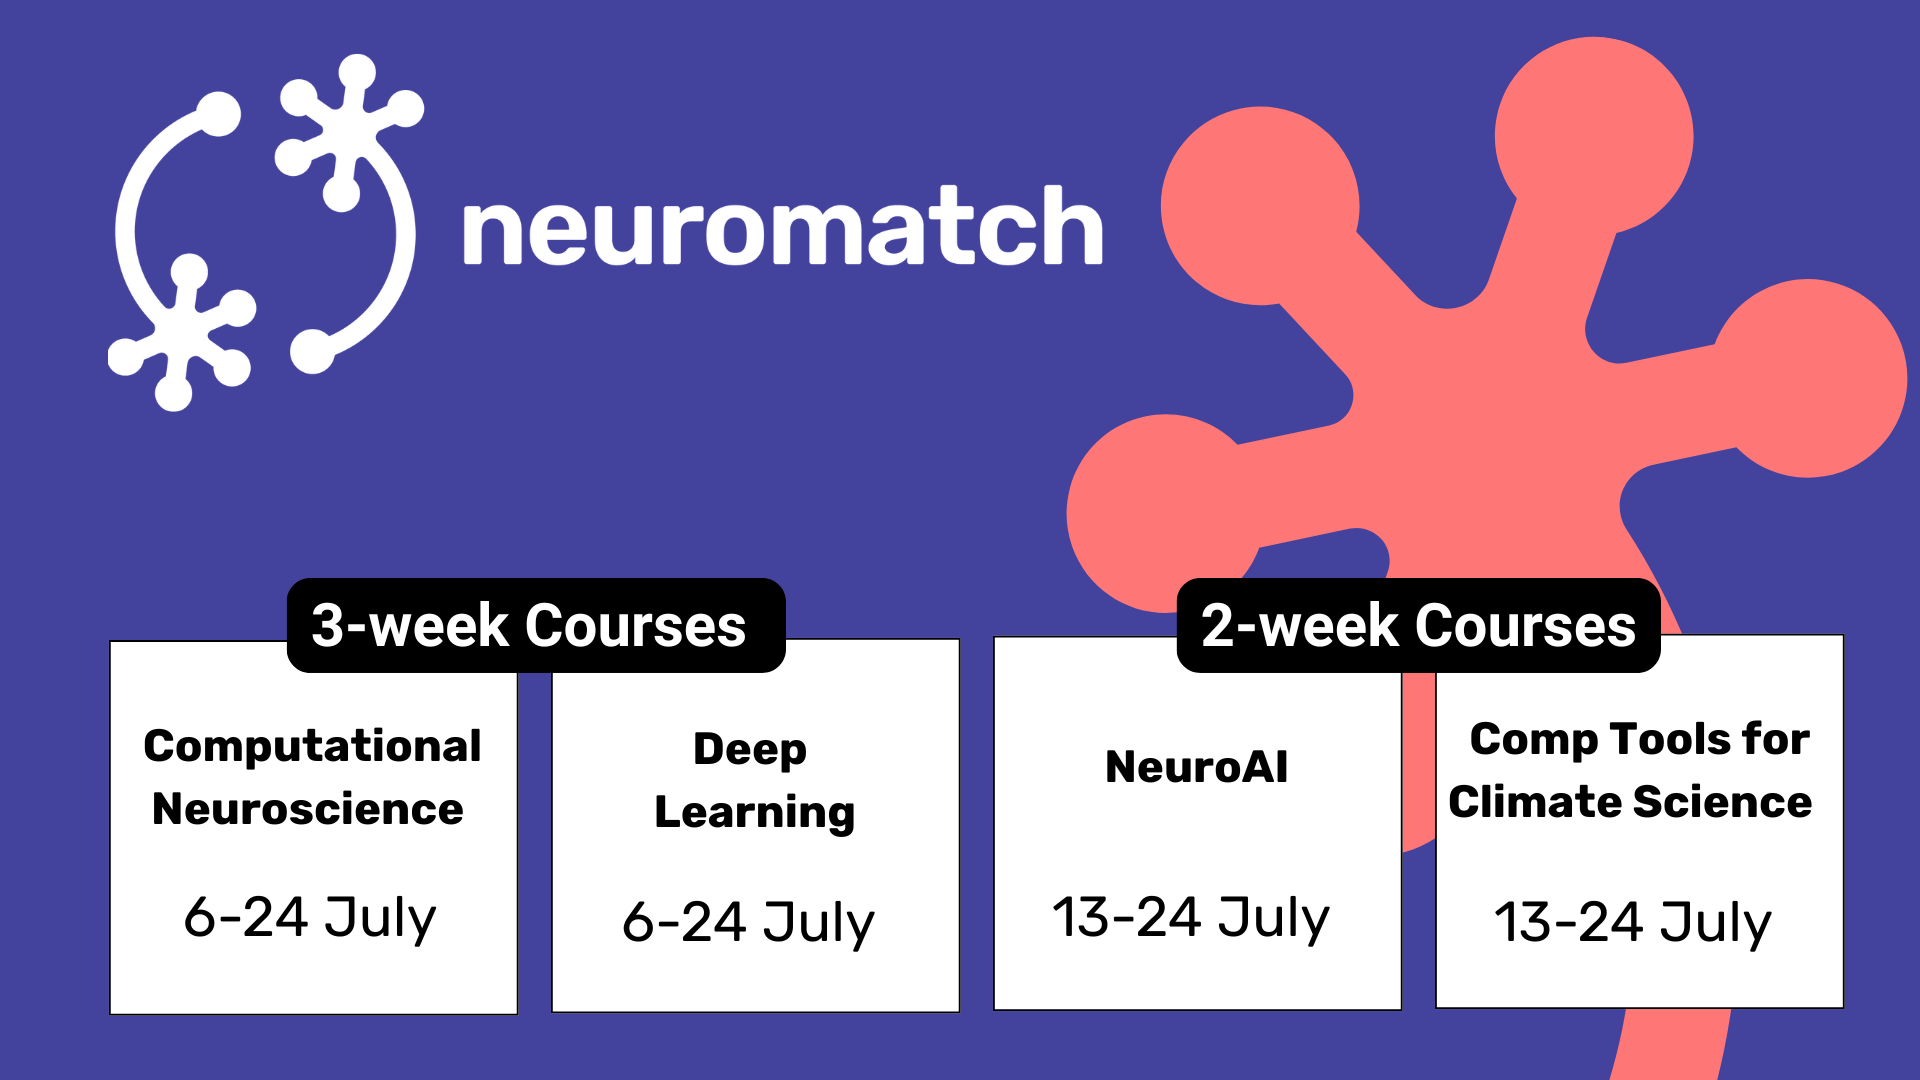 neuromatch
3-week Courses
2-week Courses
Computational
Neuroscience
6-24 July
Deep
Learning
6-24 July
NeuroAI
13-24 July
Comp Tools for
Climate Science
13-24 July